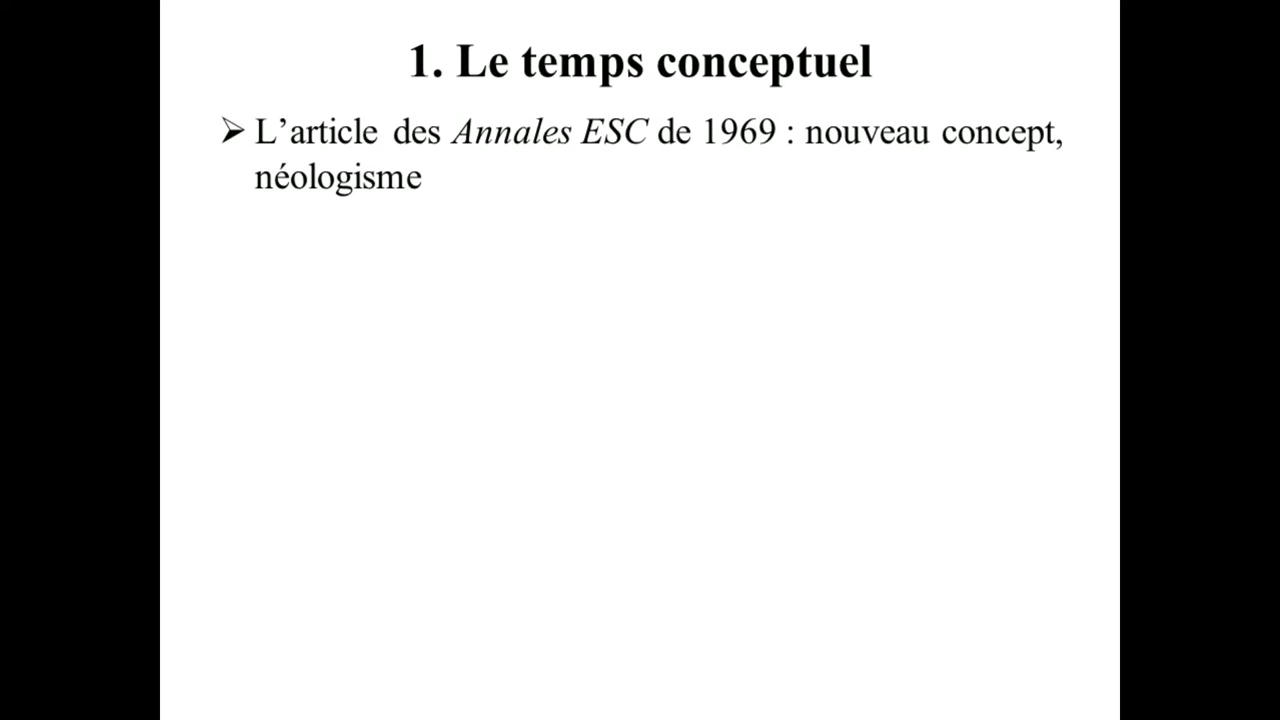 1. Le temps conceptuel
➢ L’article des Annales ESC de 1969 : nouveau concept,
néologisme